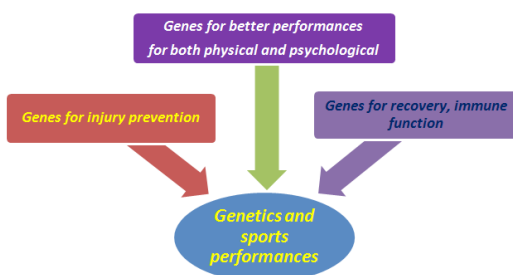 Genes for better performances
for both physical and psychological
Genes for injury prevention
Genes for recovery, immune
function
Genetics and
sports
performances